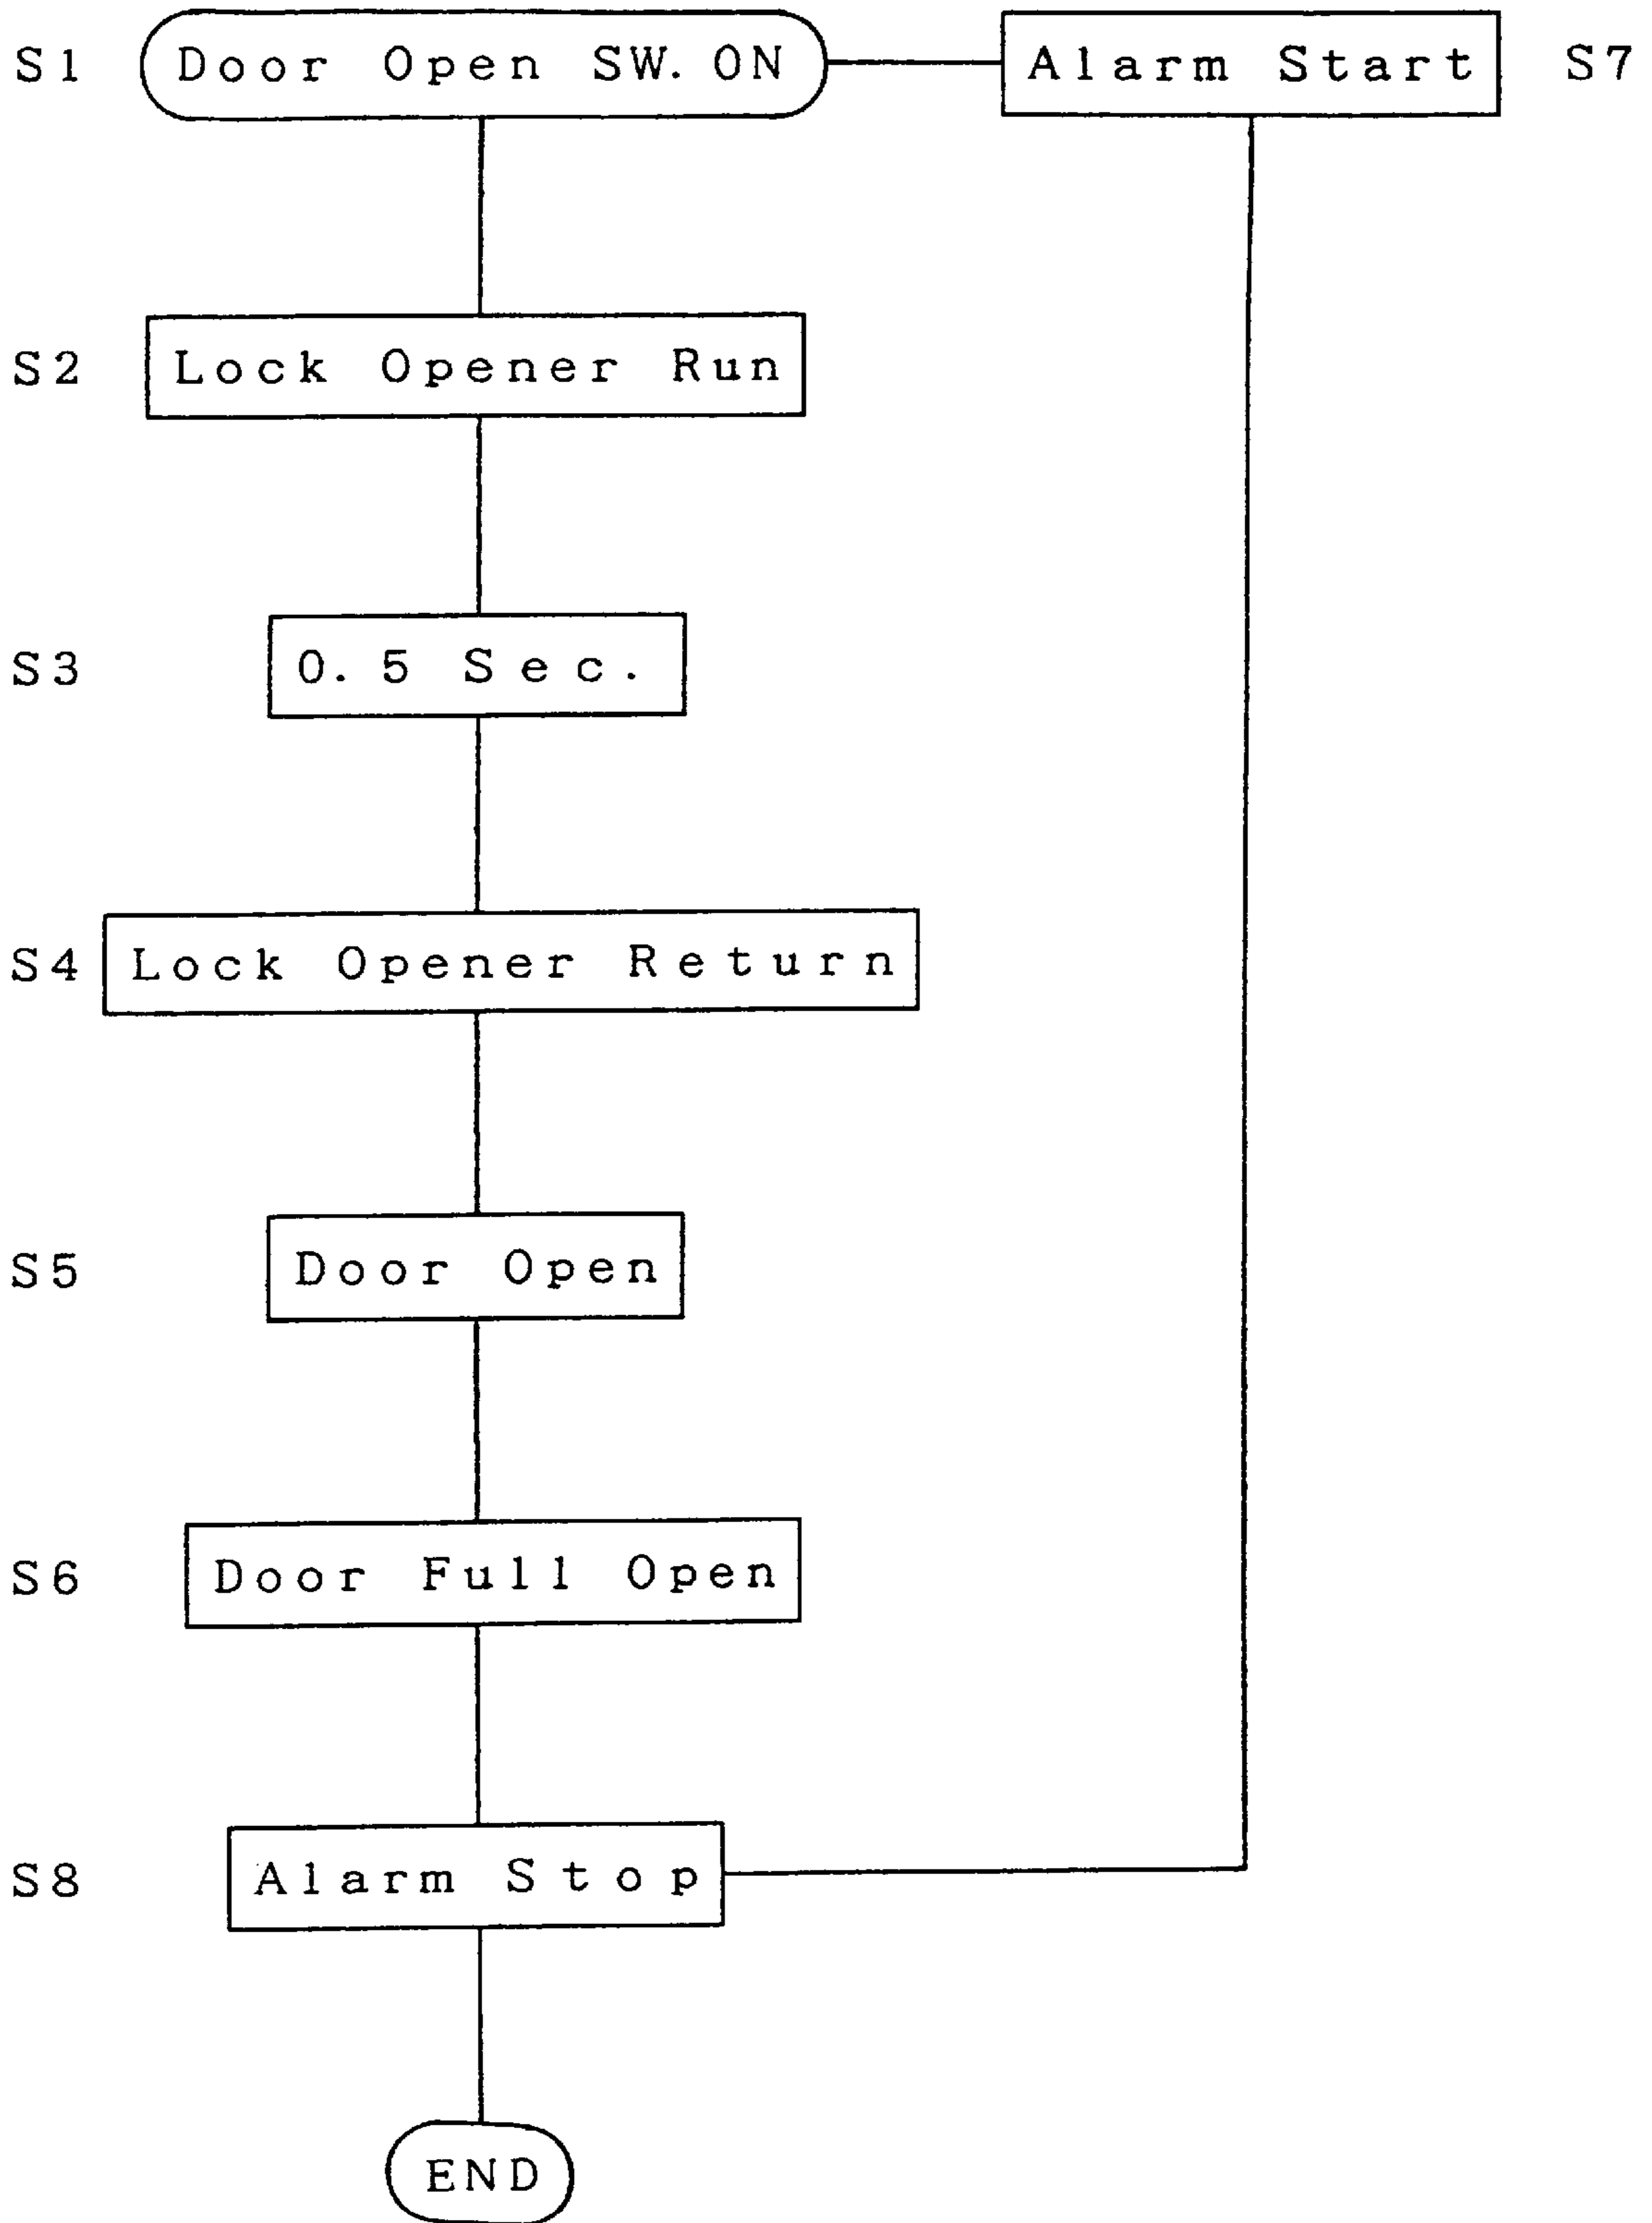 S1 Door Open SW. ON Alarm Start S7
S2 Lock Opener Run
S3 0.5 Sec.
S4 Lock Opener Return
S5 Door Open
S6 Door Full Open
S8 Alarm Stop
END